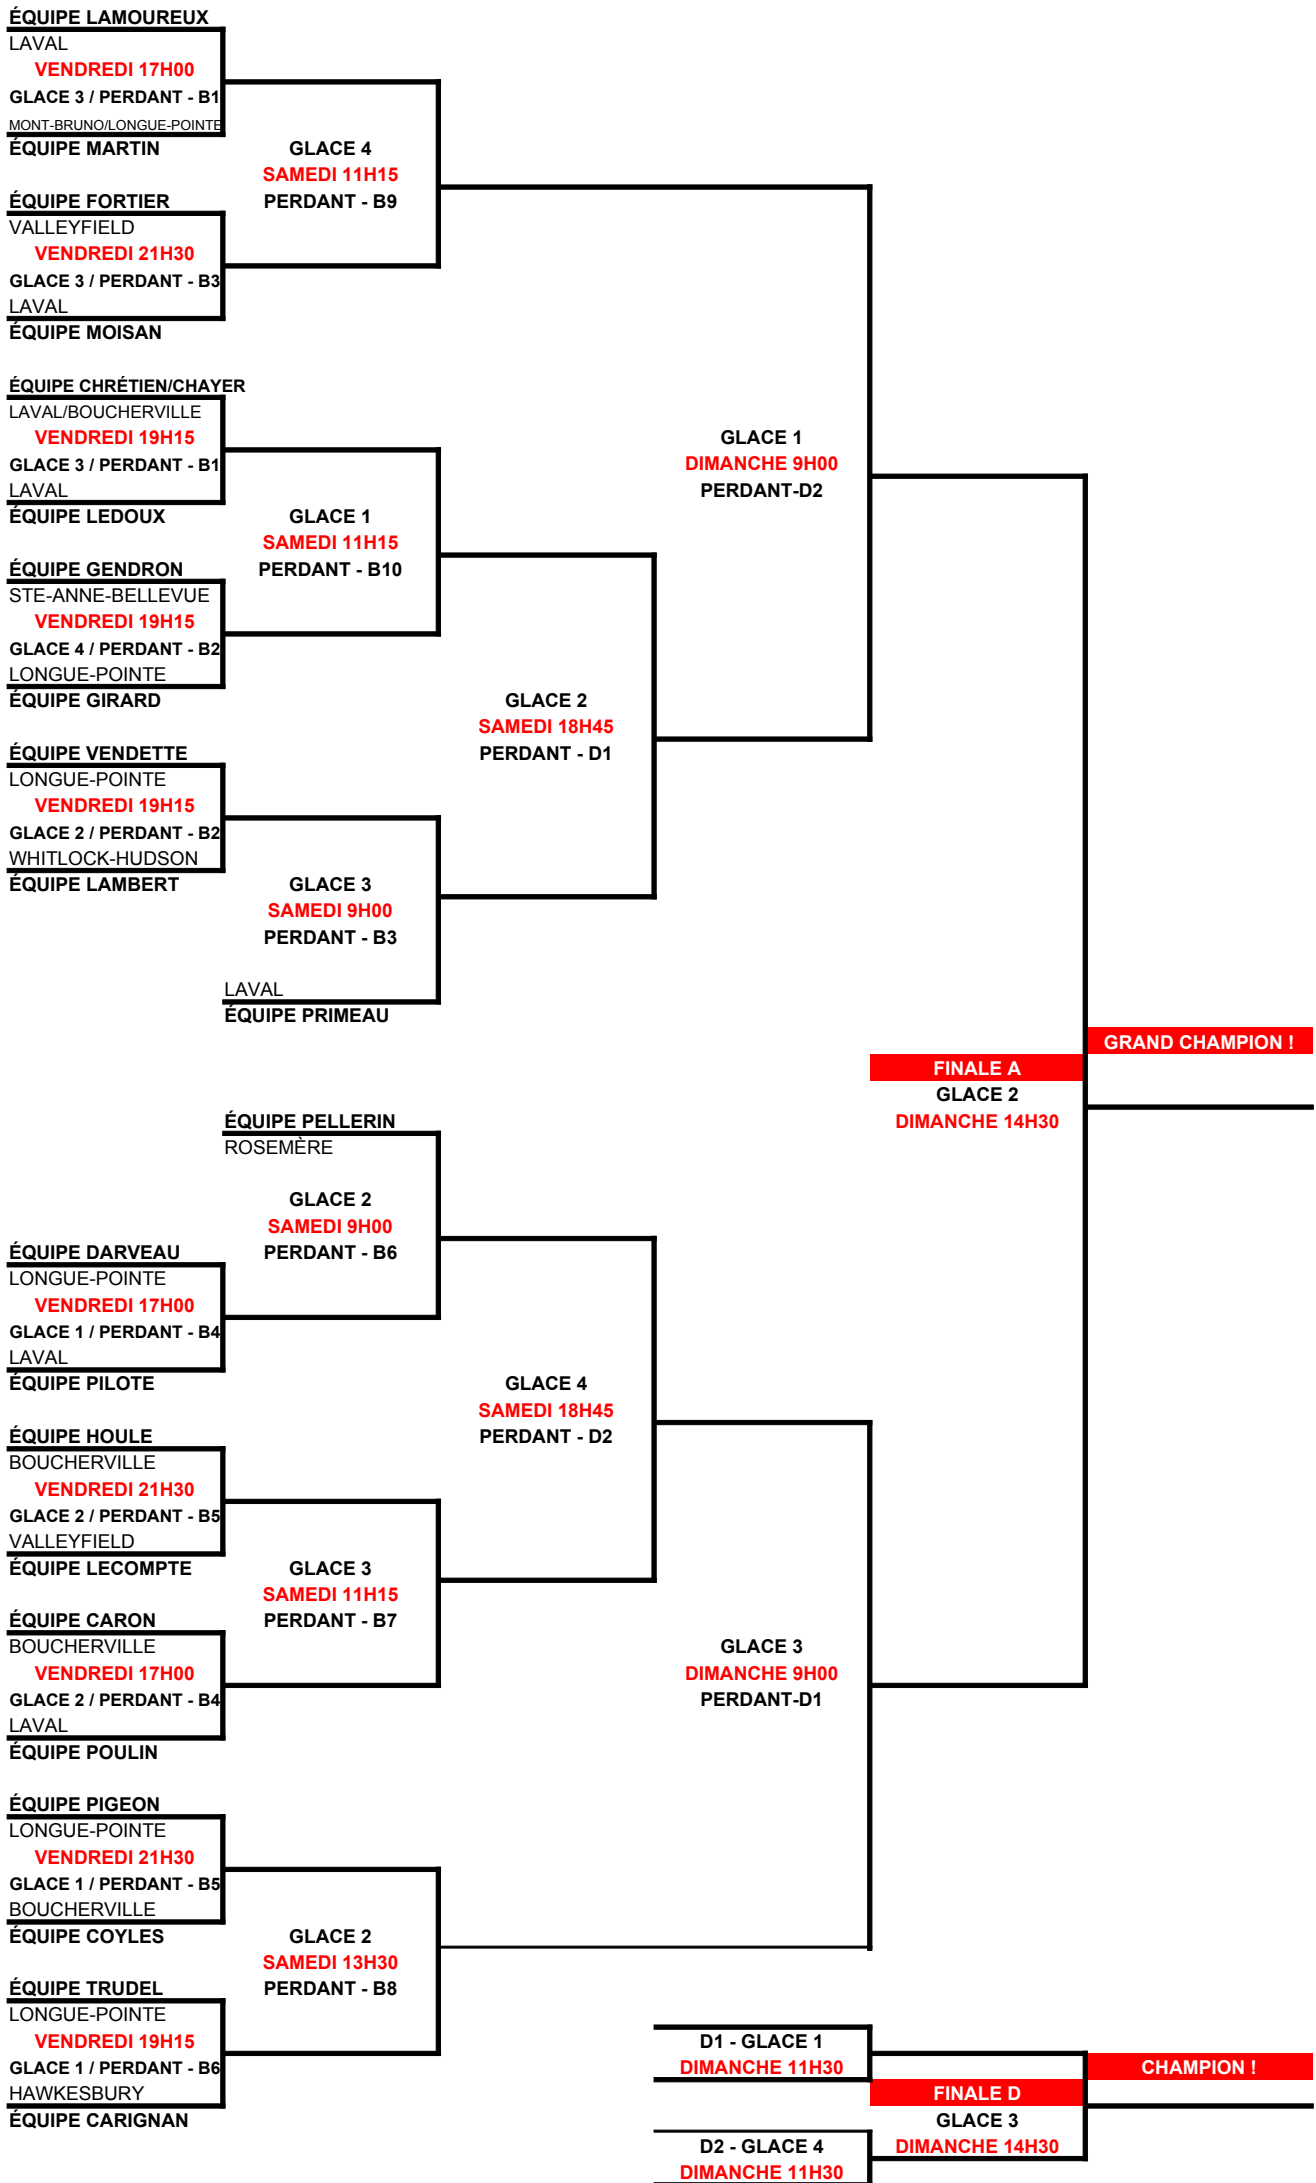 ÉQUIPE LAMOUREUX
LAVAL
VENDREDI 17H00
GLACE 3 / PERDANT - B1
MONT-BRUNO/LONGUE-POINTE
ÉQUIPE MARTIN
GLACE 4
SAMEDI 11H15
PERDANT - B9
ÉQUIPE FORTIER
VALLEYFIELD
VENDREDI 21H30
GLACE 3 / PERDANT - B3
LAVAL
ÉQUIPE MOISAN
ÉQUIPE CHRÉTIEN/CHAYER
LAVAL/BOUCHERVILLE
VENDREDI 19H15
GLACE 3 / PERDANT - B1
LAVAL
ÉQUIPE LEDOUX
GLACE 1
DIMANCHE 9H00
PERDANT-D2
GLACE 1
SAMEDI 11H15
PERDANT - B10
ÉQUIPE GENDRON
STE-ANNE-BELLEVUE
VENDREDI 19H15
GLACE 4 / PERDANT - B2
LONGUE-POINTE
ÉQUIPE GIRARD
GLACE 2
SAMEDI 18H45
PERDANT - D1
ÉQUIPE VENDETTE
LONGUE-POINTE
VENDREDI 19H15
GLACE 2 / PERDANT - B2
WHITLOCK-HUDSON
ÉQUIPE LAMBERT
GLACE 3
SAMEDI 9H00
PERDANT - B3
LAVAL
ÉQUIPE PRIMEAU
GRAND CHAMPION !
FINALE A
GLACE 2
DIMANCHE 14H30
ÉQUIPE PELLERIN
ROSEMÈRE
GLACE 2
SAMEDI 9H00
PERDANT - B6
ÉQUIPE DARVEAU
LONGUE-POINTE
VENDREDI 17H00
GLACE 1 / PERDANT - B4
LAVAL
ÉQUIPE PILOTE
GLACE 4
SAMEDI 18H45
PERDANT - D2
ÉQUIPE HOULE
BOUCHERVILLE
VENDREDI 21H30
GLACE 2 / PERDANT - B5
VALLEYFIELD
ÉQUIPE LECOMPTE
GLACE 3
SAMEDI 11H15
PERDANT - B7
ÉQUIPE CARON
BOUCHERVILLE
VENDREDI 17H00
GLACE 2 / PERDANT - B4
LAVAL
ÉQUIPE POULIN
GLACE 3
DIMANCHE 9H00
PERDANT-D1
ÉQUIPE PIGEON
LONGUE-POINTE
VENDREDI 21H30
GLACE 1 / PERDANT - B5
BOUCHERVILLE
ÉQUIPE COYLES
GLACE 2
SAMEDI 13H30
PERDANT - B8
ÉQUIPE TRUDEL
LONGUE-POINTE
VENDREDI 19H15
GLACE 1 / PERDANT - B6
HAWKESBURY
ÉQUIPE CARIGNAN
D1 - GLACE 1
DIMANCHE 11H30
CHAMPION !
FINALE D
GLACE 3
DIMANCHE 14H30
D2 - GLACE 4
DIMANCHE 11H30